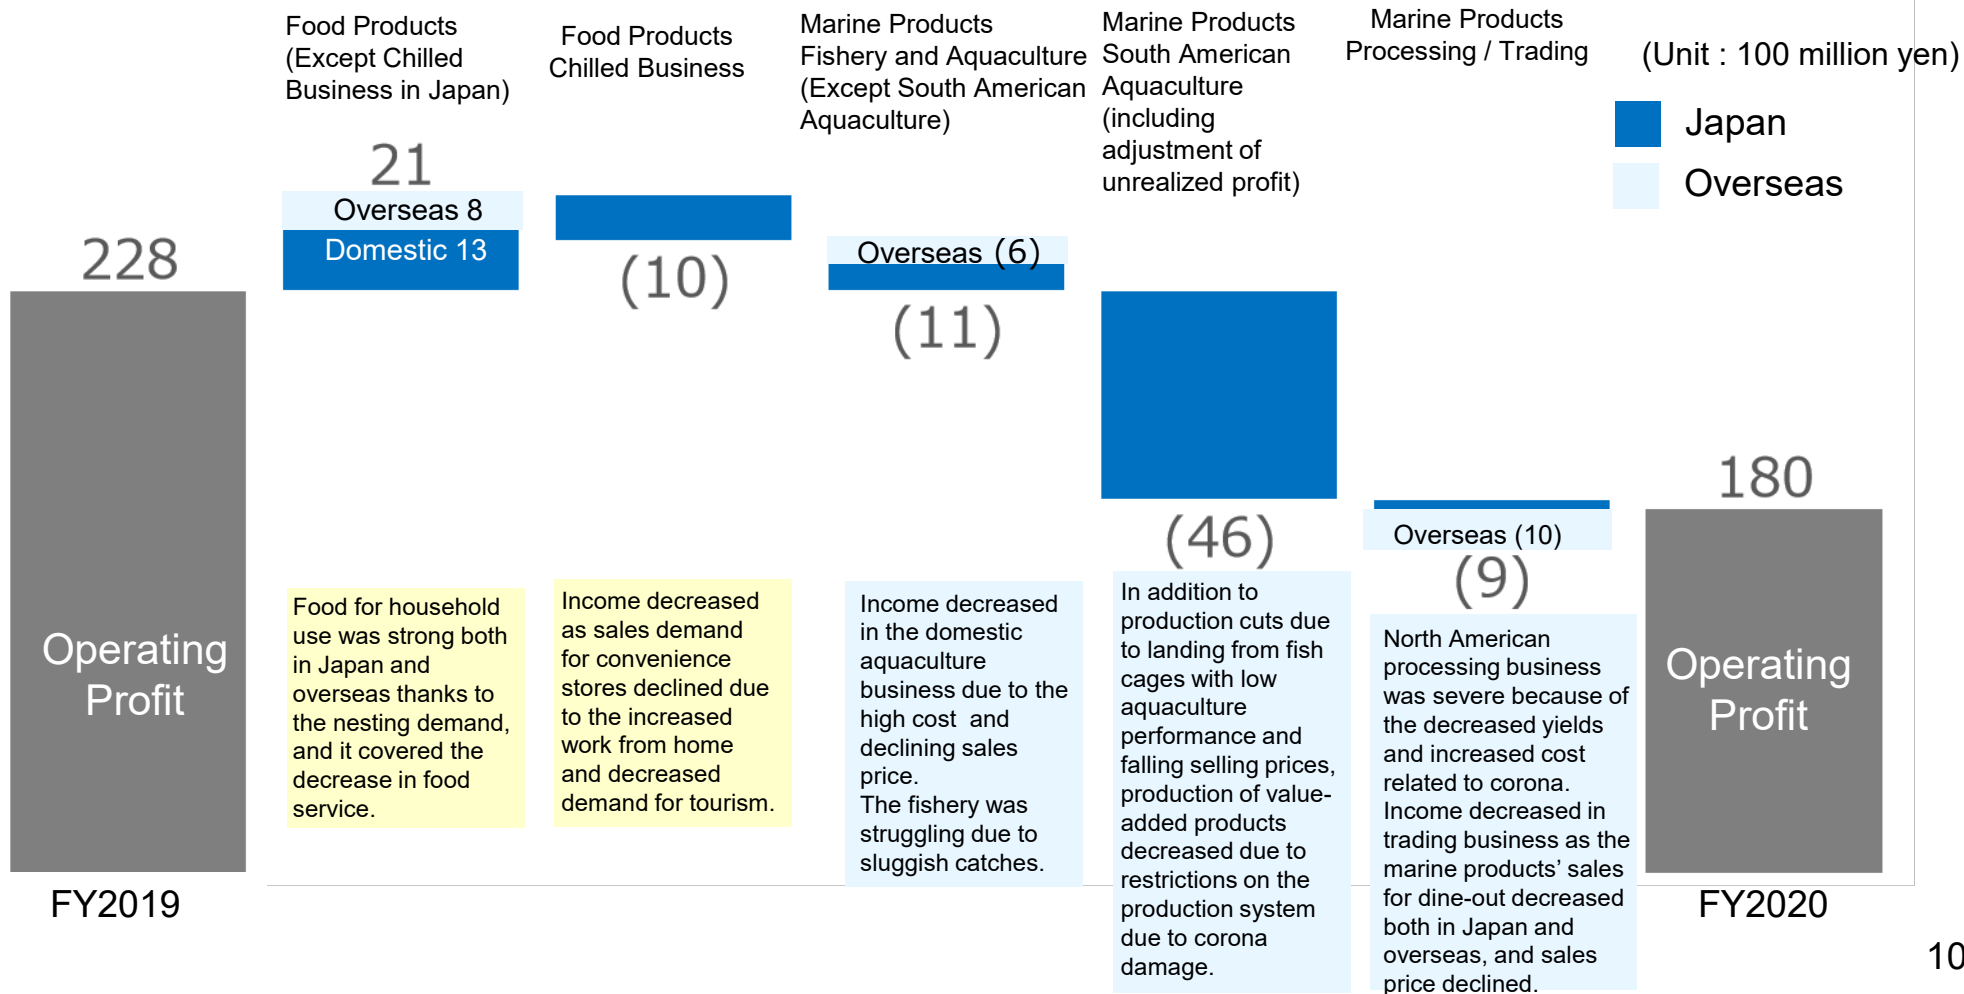 Food Products
(Except Chilled
Business in Japan)
Food Products
Chilled Business
Marine Products
Fishery and Aquaculture
(Except South American
Aquaculture)
Marine Products
South American
Aquaculture
(including
adjustment of
unrealized profit)
Marine Products
Processing / Trading
(Unit : 100 million yen)
Japan
Overseas
228
21
Overseas 8
Domestic 13
(10)
Overseas (6)
(11)
(46)
Overseas (10)
(9)
180
Operating
Profit
Food for household
use was strong both
in Japan and
overseas thanks to
the nesting demand,
and it covered the
decrease in food
service.
Income decreased
as sales demand
for convenience
stores declined due
to the increased
work from home
and decreased
demand for tourism.
Income decreased
in the domestic
aquaculture
business due to the
high cost and
declining sales
price.
The fishery was
struggling due to
sluggish catches.
In addition to
production cuts due
to landing from fish
cages with low
aquaculture
performance and
falling selling prices,
production of value-
added products
decreased due to
restrictions on the
production system
due to corona
damage.
North American
processing business
was severe because of
the decreased yields
and increased cost
related to corona.
Income decreased in
trading business as the
marine products’ sales
for dine-out decreased
both in Japan and
overseas, and sales
price declined.
Operating
Profit
FY2019
FY2020
10